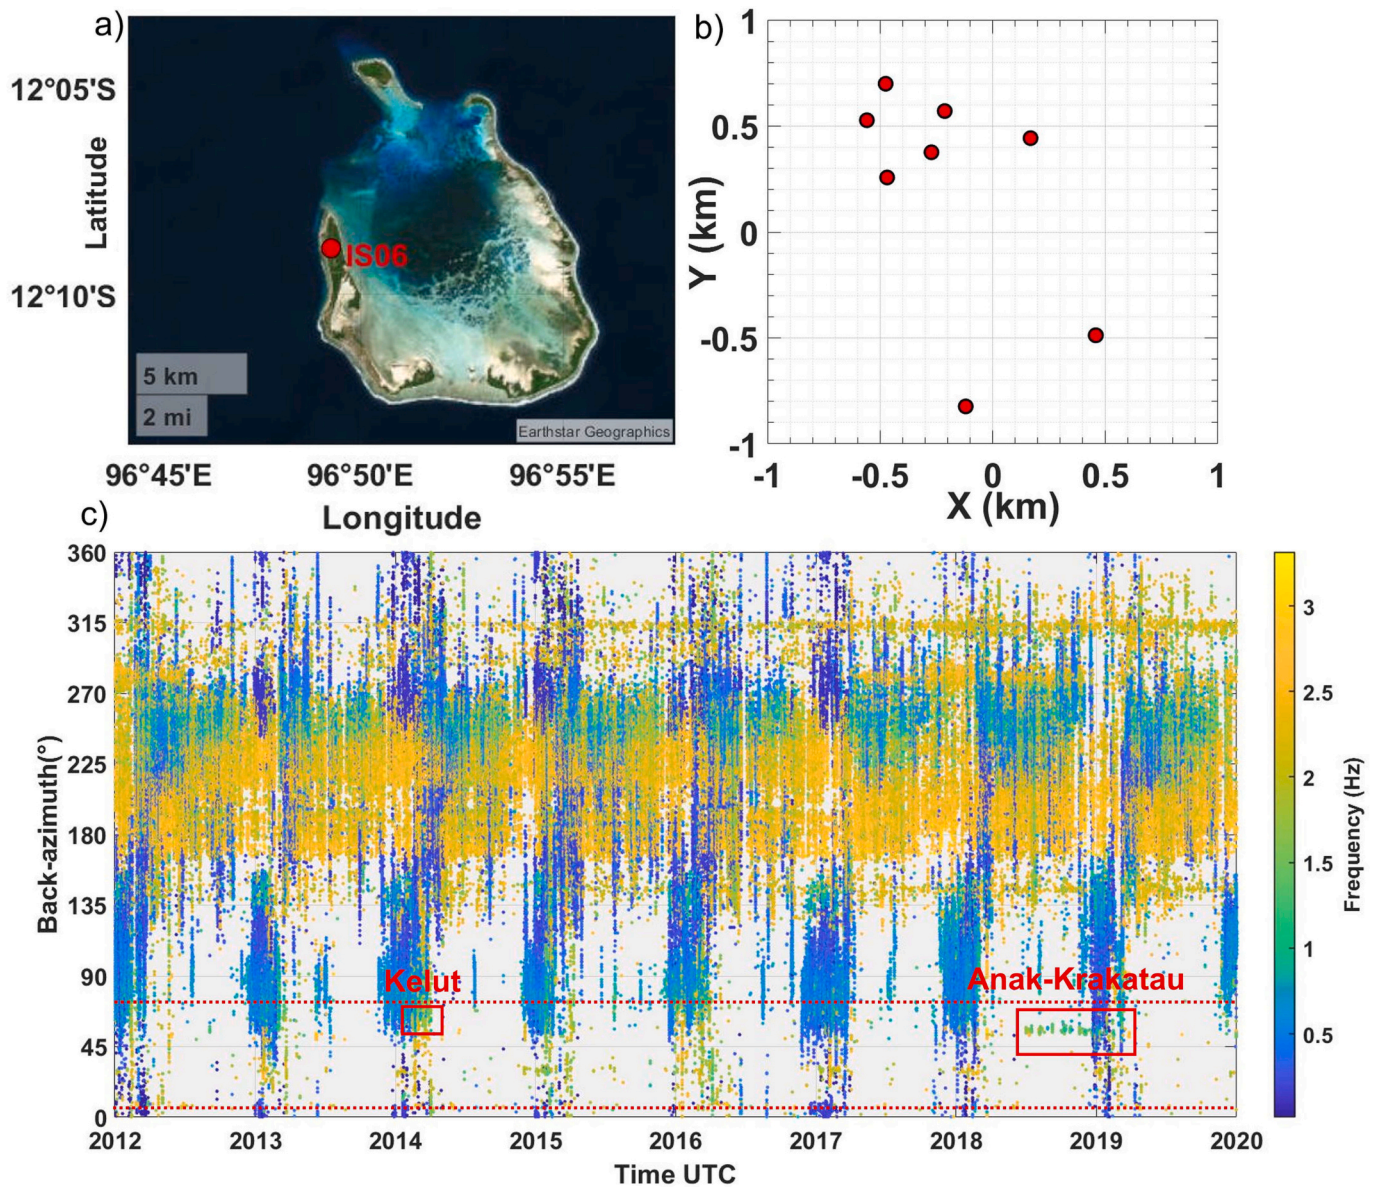 a)
12°05'S
Latitude
12°10'S
IS06
5 km
2 mi
Earthstar Geographics
96°45'E 96°50'E 96°55'E
Longitude
b)
1
0.5
0
-0.5
-1
Y (km)
-1 -0.5 0 0.5 1
X (km)
c)
360
315
270
225
180
135
90
45
0
Back-azimuth(°)
Kelut
Anak-Krakatau
2012 2013 2014 2015 2016 2017 2018 2019 2020
Time UTC
3
2.5
2
1.5
1
0.5
Frequency (Hz)